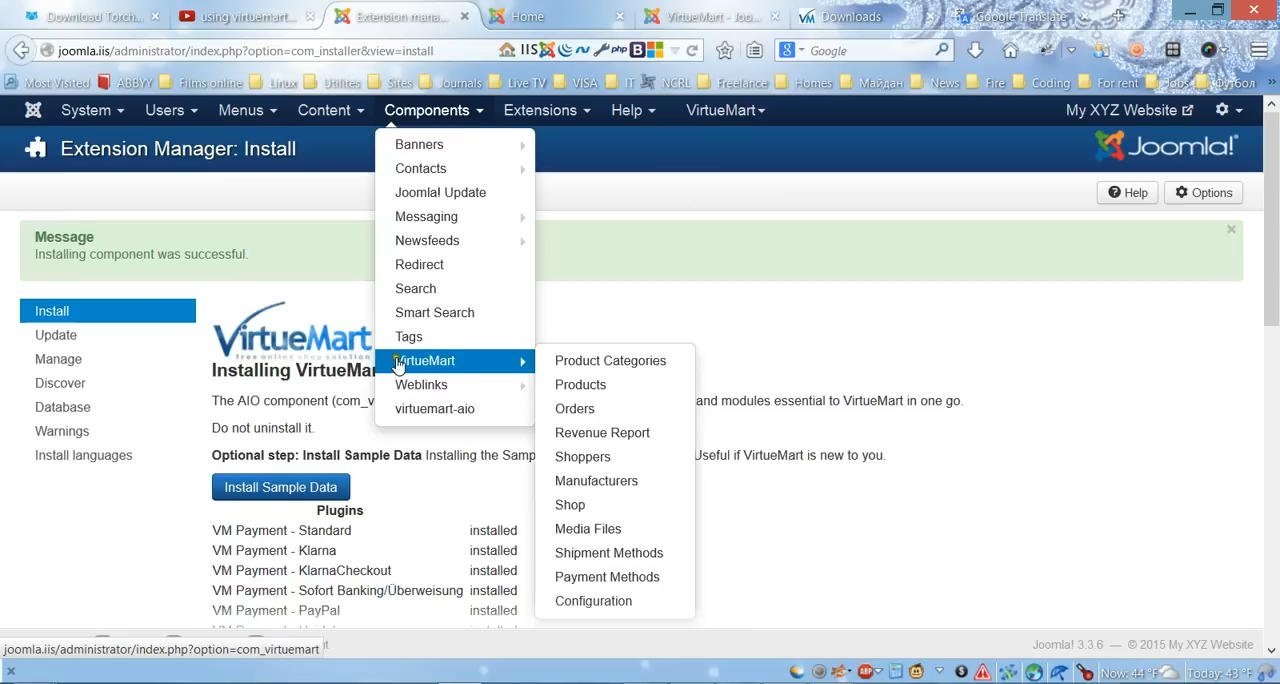 Download Torch...
using virtuemart...
Extension mana...
Home
VirtueMart - Joo...
Downloads
Google Translate
joomla.iis/administrator/index.php?option=com_installer&view=install
IIS
php
B
Google
Most Visited
ABBYY
Films online
Linux
Utilites
Sites
Journals
Live TV
VISA
IT
NCRL
Freelance
Homes
Майдан
News
Fire
Coding
For rent
Jobs
Футбол
System
Users
Menus
Content
Components
Extensions
Help
VirtueMart
My XYZ Website
Extension Manager: Install
Joomla!
Help
Options
Message
Installing component was successful.
Install
Update
Manage
Discover
Database
Warnings
Install languages
Banners
Contacts
Joomla! Update
Messaging
Newsfeeds
Redirect
Search
Smart Search
Tags
VirtueMart
Weblinks
virtuemart-aio
Product Categories
Products
Orders
Revenue Report
Shoppers
Manufacturers
Shop
Media Files
Shipment Methods
Payment Methods
Configuration
VirtueMart
free online shop solution
Installing VirtueMar
The AIO component (com_v and modules essential to VirtueMart in one go.
Do not uninstall it.
Optional step: Install Sample Data Installing the Samp Useful if VirtueMart is new to you.
Install Sample Data
Plugins
VM Payment - Standard installed
VM Payment - Klarna installed
VM Payment - KlarnaCheckout installed
VM Payment - Sofort Banking/Überweisung installed
VM Payment - PayPal installed
joomla.iis/administrator/index.php?option=com_virtuemart
Joomla! 3.3.6 — © 2015 My XYZ Website
ABP
Now: 44 °F
Today: 43 °F